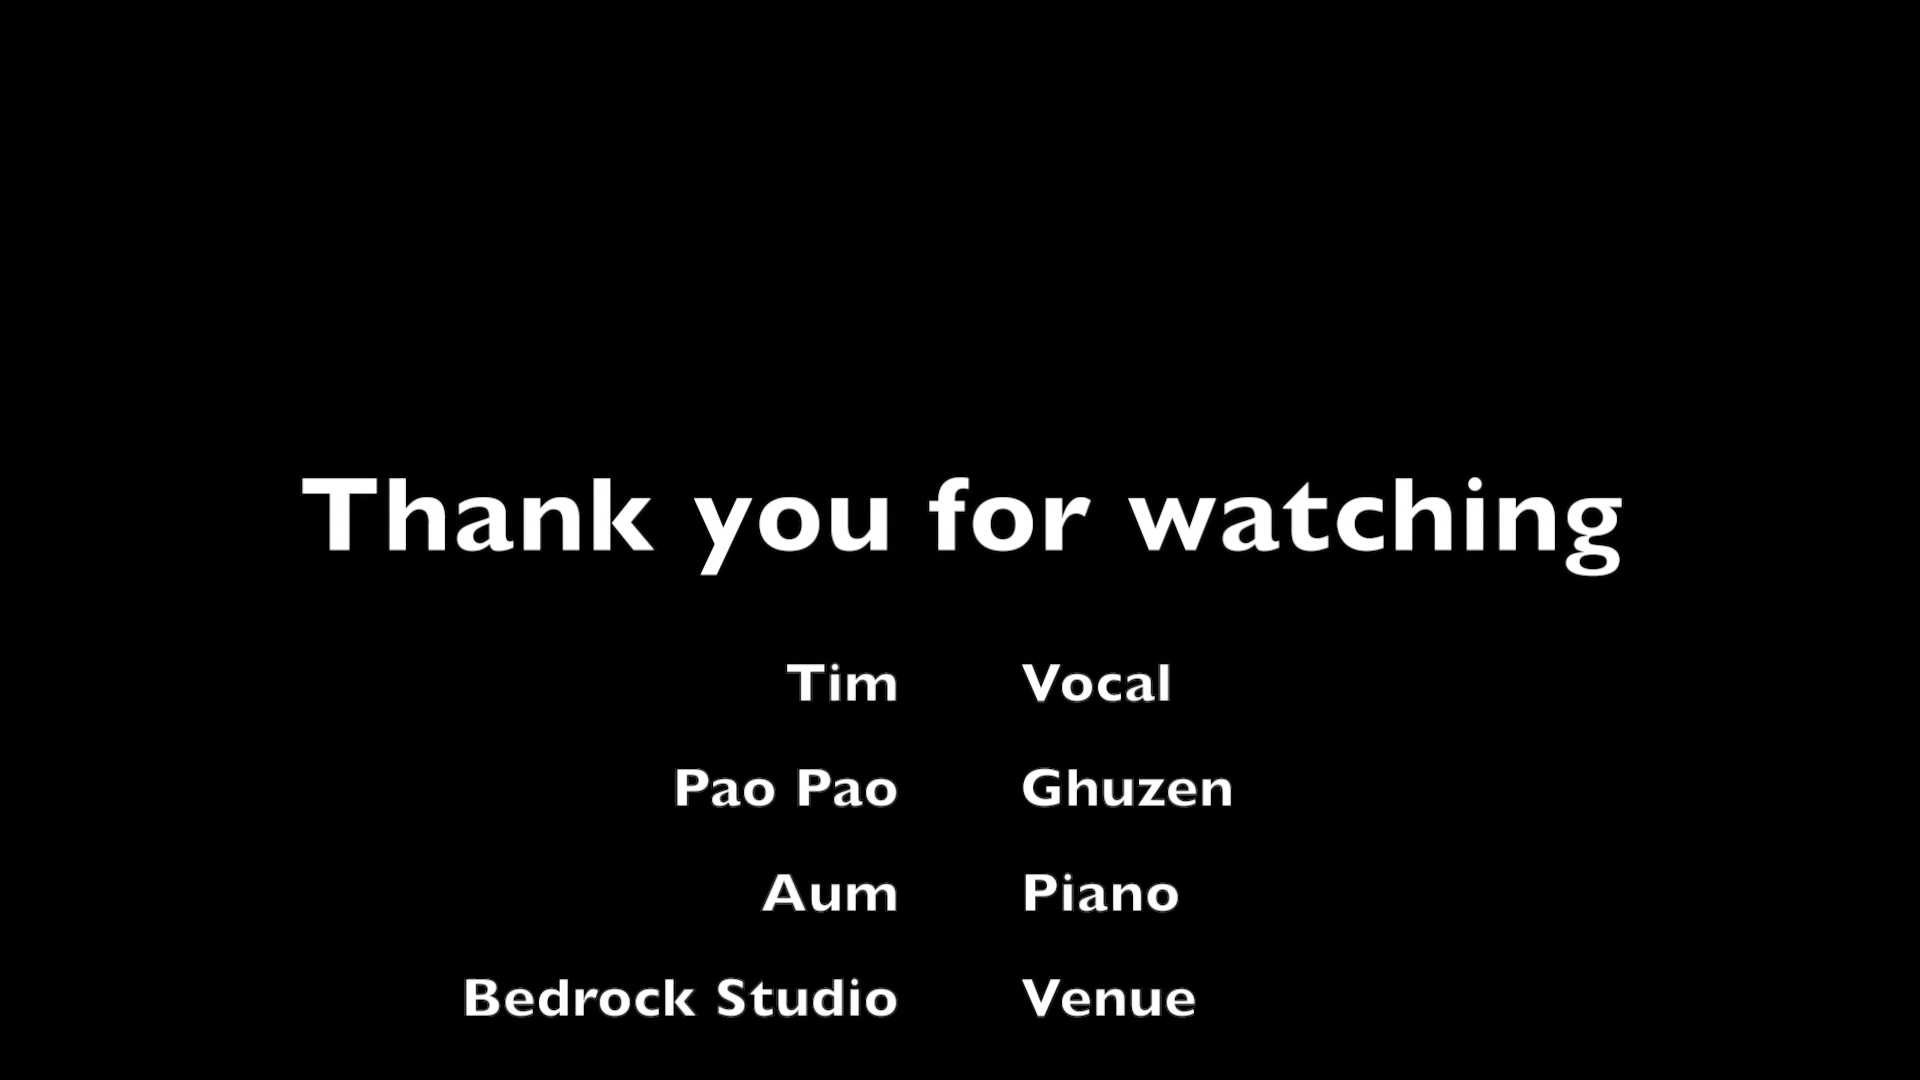 Thank you for watching
Tim Vocal
Pao Pao Ghuzen
Aum Piano
Bedrock Studio Venue